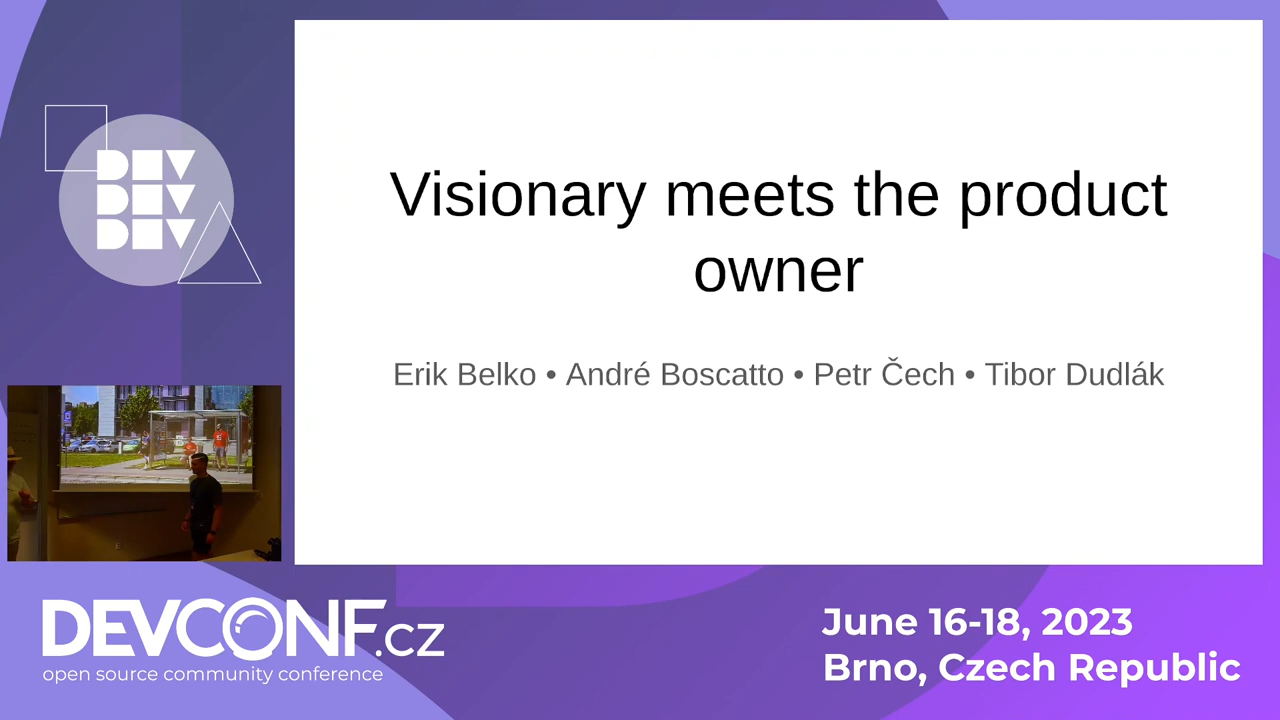 DEV
DEV
DEV
Visionary meets the product
owner
Erik Belko • André Boscatto • Petr Čech • Tibor Dudlák
DEVCONF.cz
open source community conference
June 16-18, 2023
Brno, Czech Republic